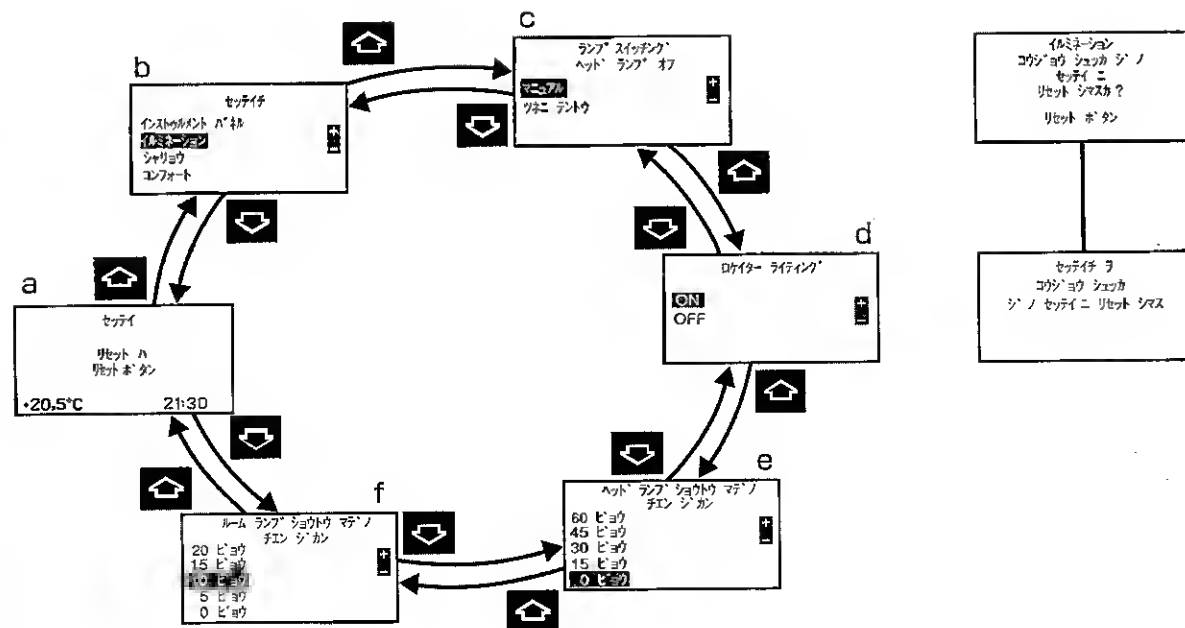 a
セッテイ
リセット ハ
リセット ボタン
+20,5°C 21:30
b
セッテイチ
インストゥルメント パネル
イルミネーション
シャリョウ
コンフォート
+
−
c
ランプ スイッチング
ヘッド ランプ オフ
マニュアル
ツネニ テントウ
+
−
d
ロケイター ライティング
ON
OFF
+
−
e
ヘッド ランプ ショウトウ マデノ
チエン ジカン
60 ビョウ
45 ビョウ
30 ビョウ
15 ビョウ
0 ビョウ
+
−
f
ルーム ランプ ショウトウ マデノ
チエン ジカン
20 ビョウ
15 ビョウ
10 ビョウ
5 ビョウ
0 ビョウ
+
−
イルミネーション
コウジョウ シュッカ ジ ノ
セッテイ ニ
リセット シマスカ ?
リセット ボタン
セッテイチ ヲ
コウジョウ シュッカ
ジ ノ セッテイ ニ リセット シマス